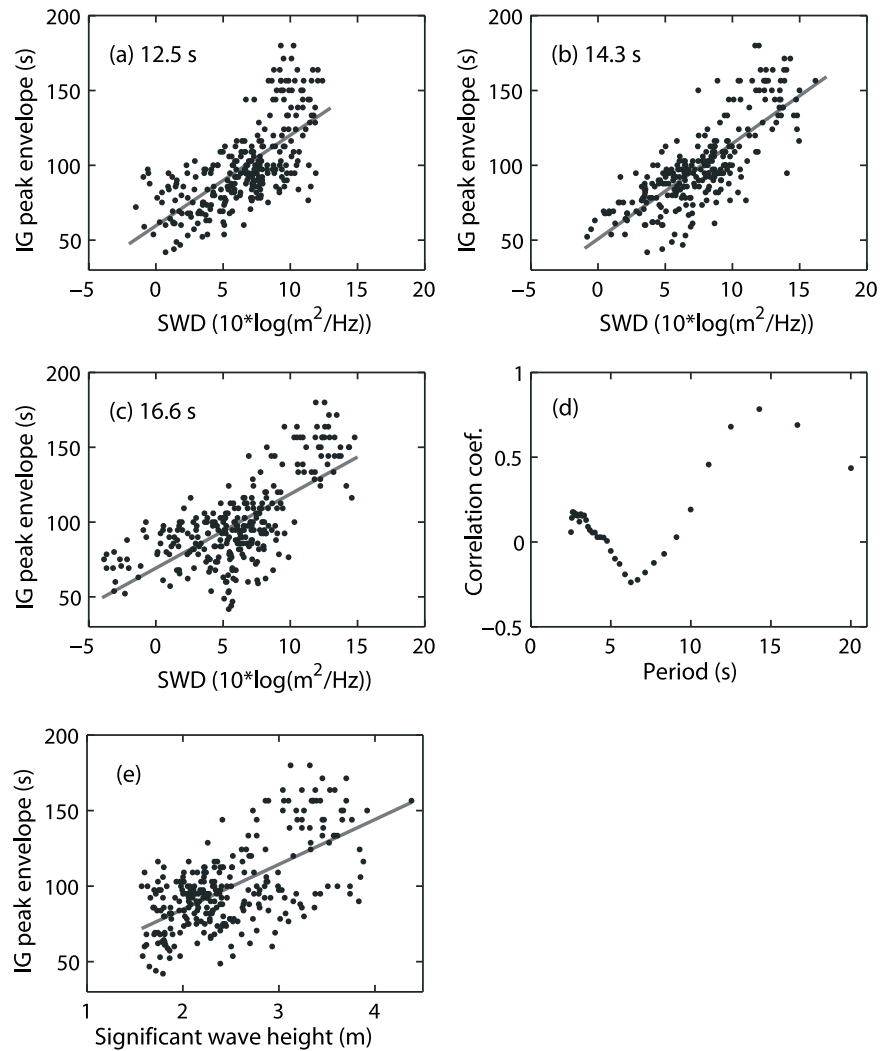 200
150
100
50
IG peak envelope (s)
(a) 12.5 s
−5 0 5 10 15 20
SWD (10*log(m²/Hz))
200
150
100
50
IG peak envelope (s)
(b) 14.3 s
−5 0 5 10 15 20
SWD (10*log(m²/Hz))
200
150
100
50
IG peak envelope (s)
(c) 16.6 s
−5 0 5 10 15 20
SWD (10*log(m²/Hz))
1
0.5
0
−0.5
Correlation coef.
(d)
0 5 10 15 20
Period (s)
200
150
100
50
IG peak envelope (s)
(e)
1 2 3 4
Significant wave height (m)